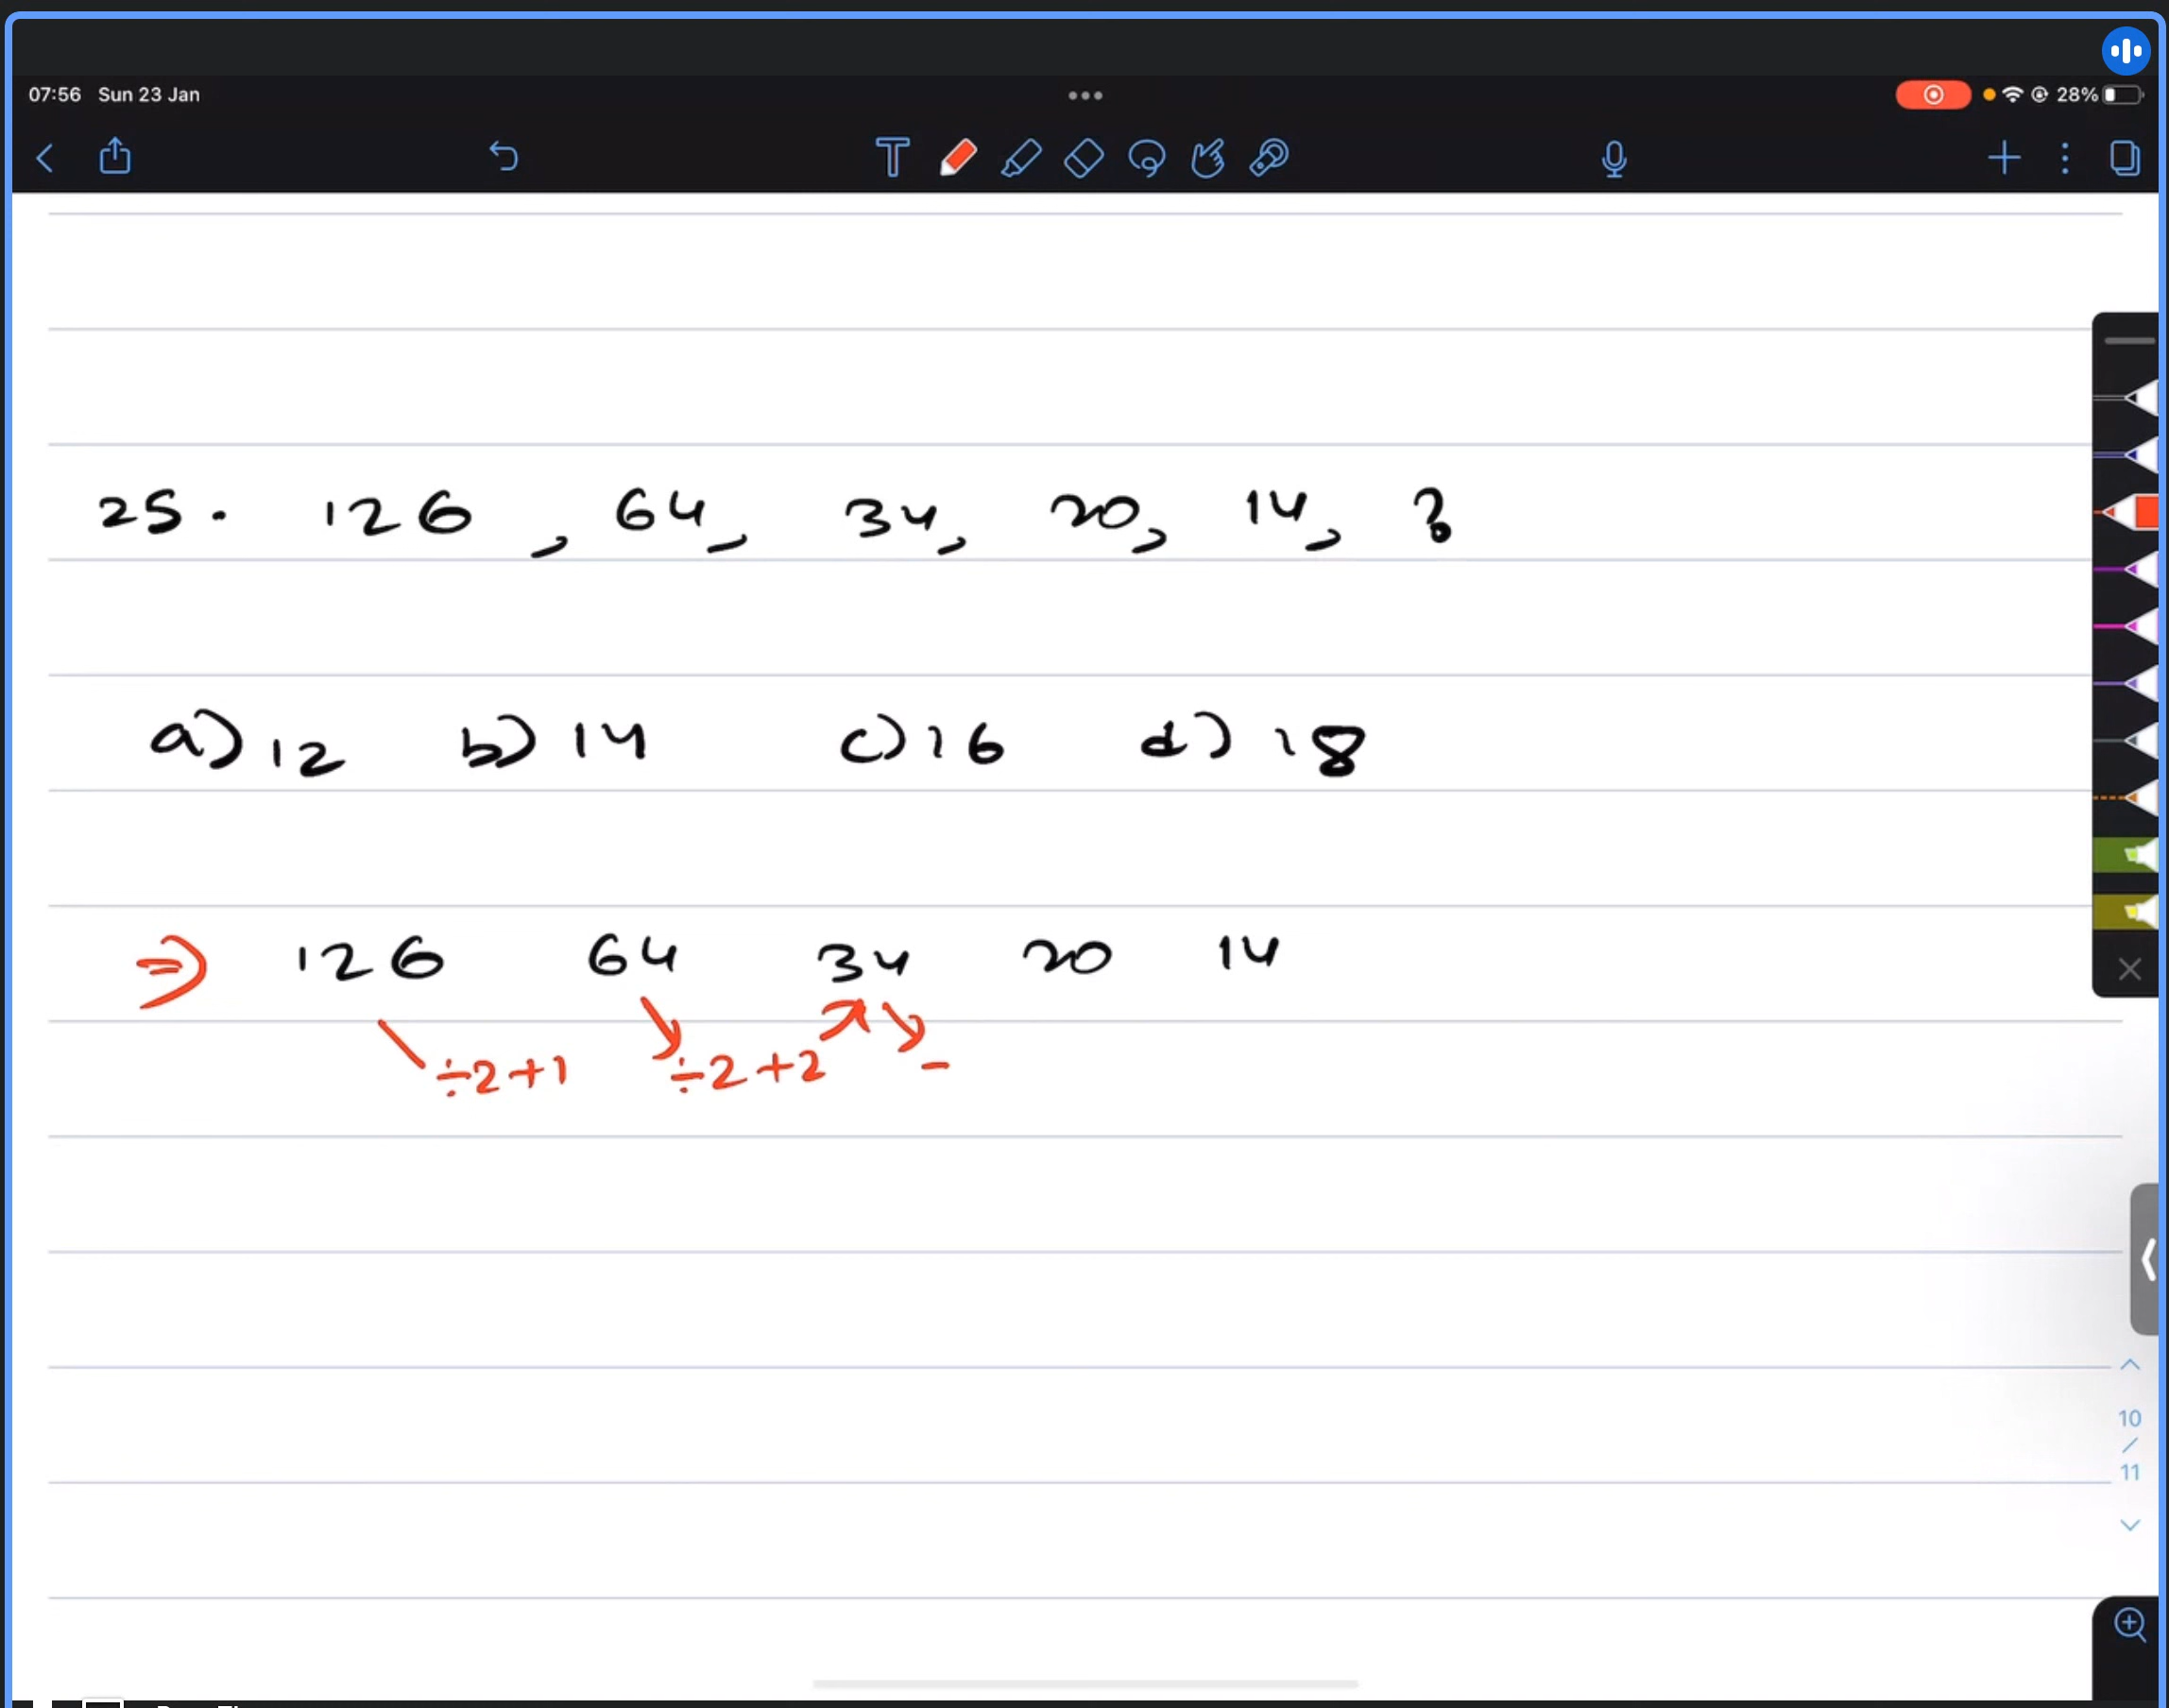 07:56 Sun 23 Jan 28%
25. 126, 64, 34, 20, 14, ?
a) 12 b) 14 c) 16 d) 18
⇒ 126 64 34 20 14
÷2+1 ÷2+2 -
10
/
11